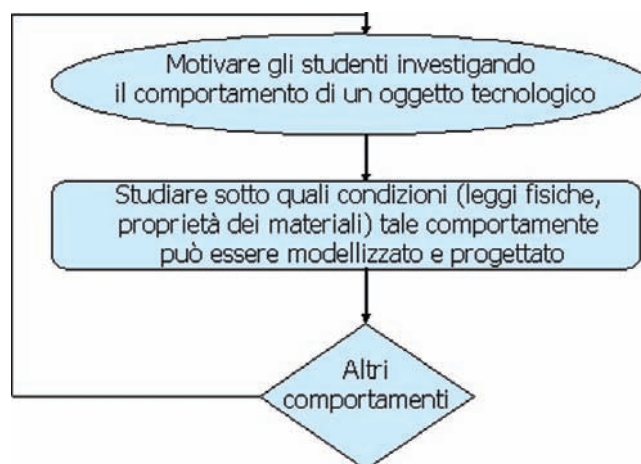 Motivare gli studenti investigando
il comportamento di un oggetto tecnologico
Studiare sotto quali condizioni (leggi fisiche,
proprietà dei materiali) tale comportamente
può essere modellizzato e progettato
Altri
comportamenti